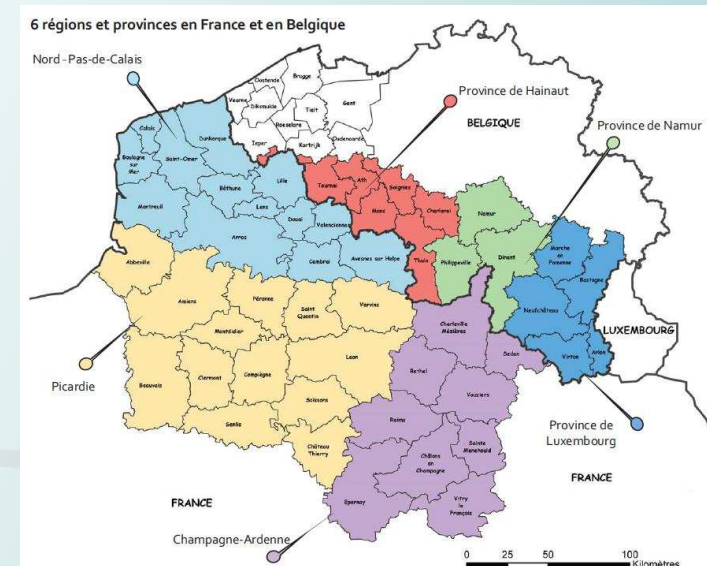 6 régions et provinces en France et en Belgique
Nord-Pas-de-Calais
Province de Hainaut
BELGIQUE
Province de Namur
Oostende
Brugge
Veurne
Diksmuide
Tielt
Gent
Roeselare
Ieper
Kortrijk
Oudenaarde
Calais
Dunkerque
Boulogne
sur
Mer
Saint-Omer
Lille
Béthune
Montreuil
Lens
Douai
Valenciennes
Arras
Cambrai
Avesnes sur Helpe
Tournai
Ath
Soignies
Mons
Charleroi
Thuin
Namur
Philippeville
Dinant
Marche
en
Famenne
Bastogne
Neufchâteau
LUXEMBOURG
Virton
Arlon
Abbeville
Amiens
Péronne
Saint
Quentin
Vervins
Montdidier
Laon
Beauvais
Clermont
Compiègne
Soissons
Senlis
Château
Thierry
Picardie
Charleville
Mézières
Sedan
Rethel
Vouziers
Reims
Sainte
Menehould
Châlons
en
Champagne
Epernay
Vitry
le
François
Province de
Luxembourg
FRANCE
FRANCE
Champagne-Ardenne
0 25 50 100
Kilomètres